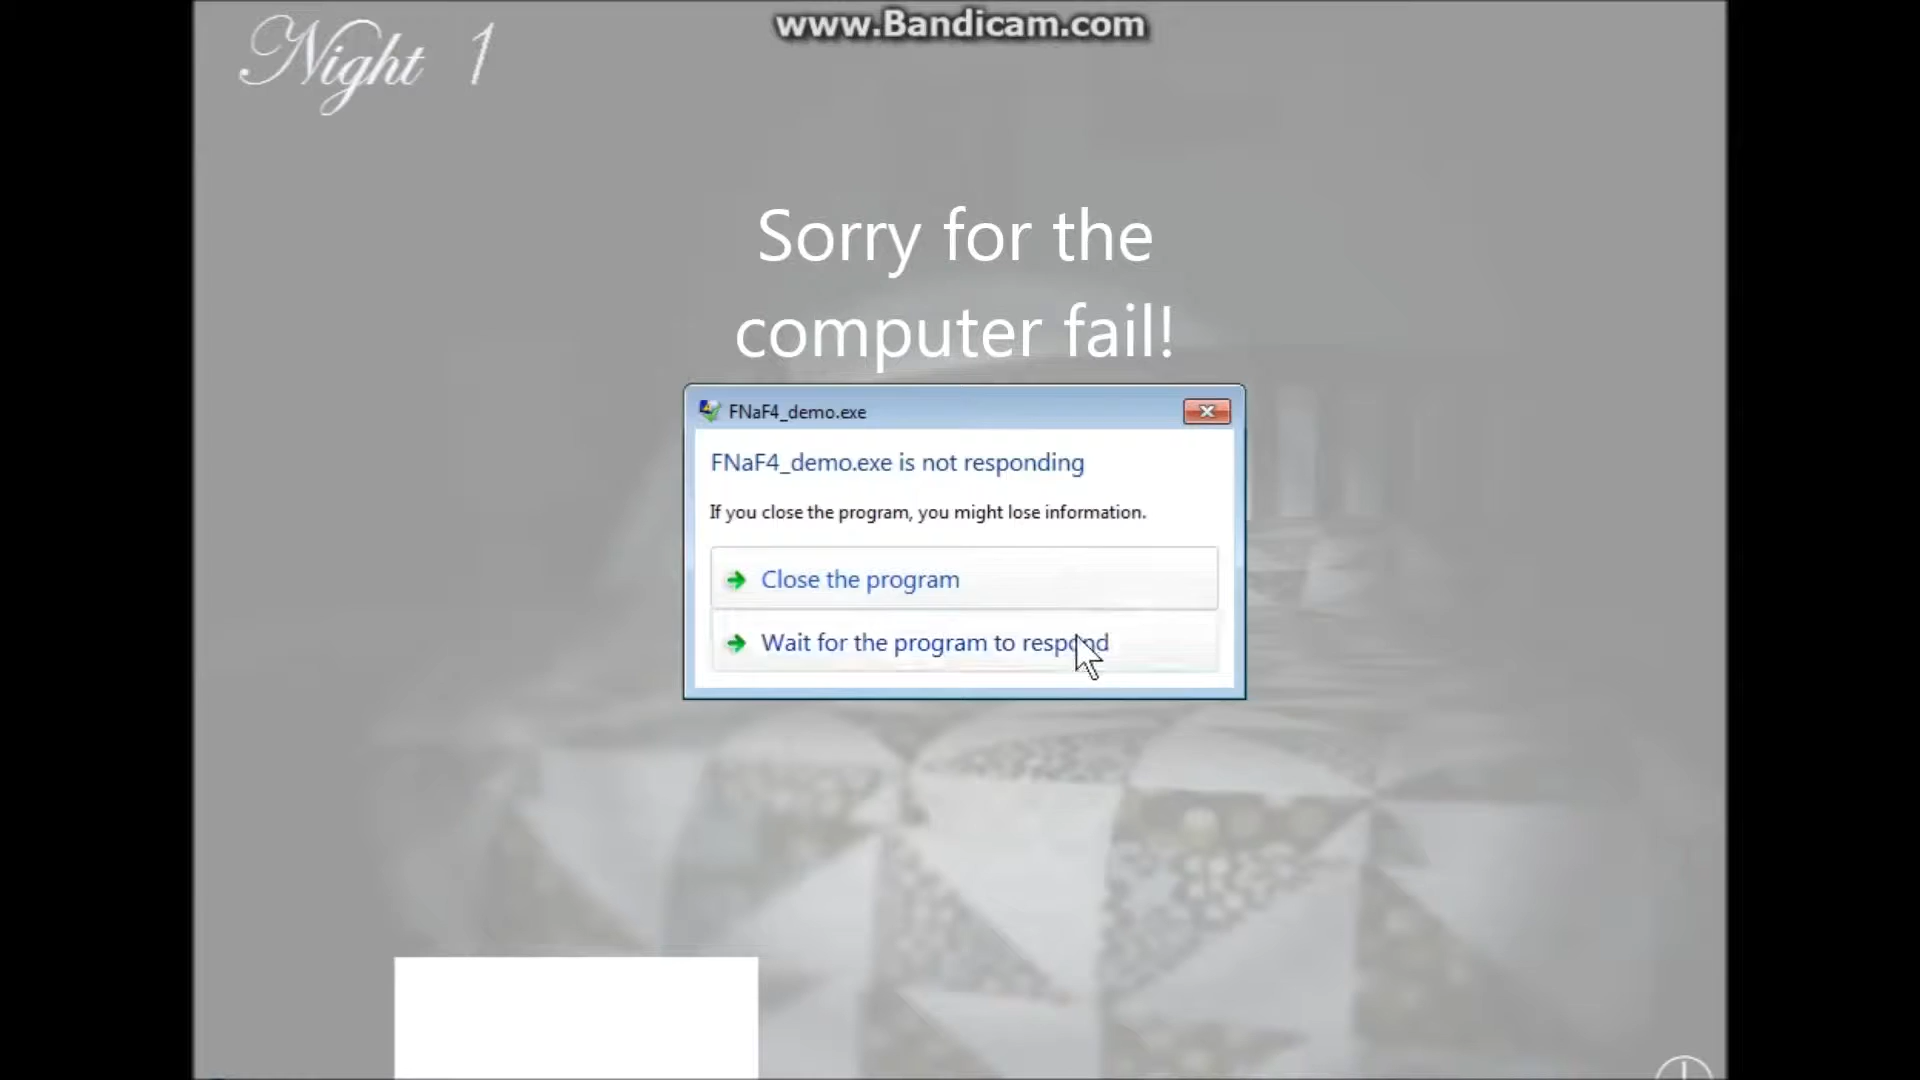 www.Bandicam.com
Night 1
Sorry for the
computer fail!
FNaF4_demo.exe
FNaF4_demo.exe is not responding
If you close the program, you might lose information.
Close the program
Wait for the program to respond